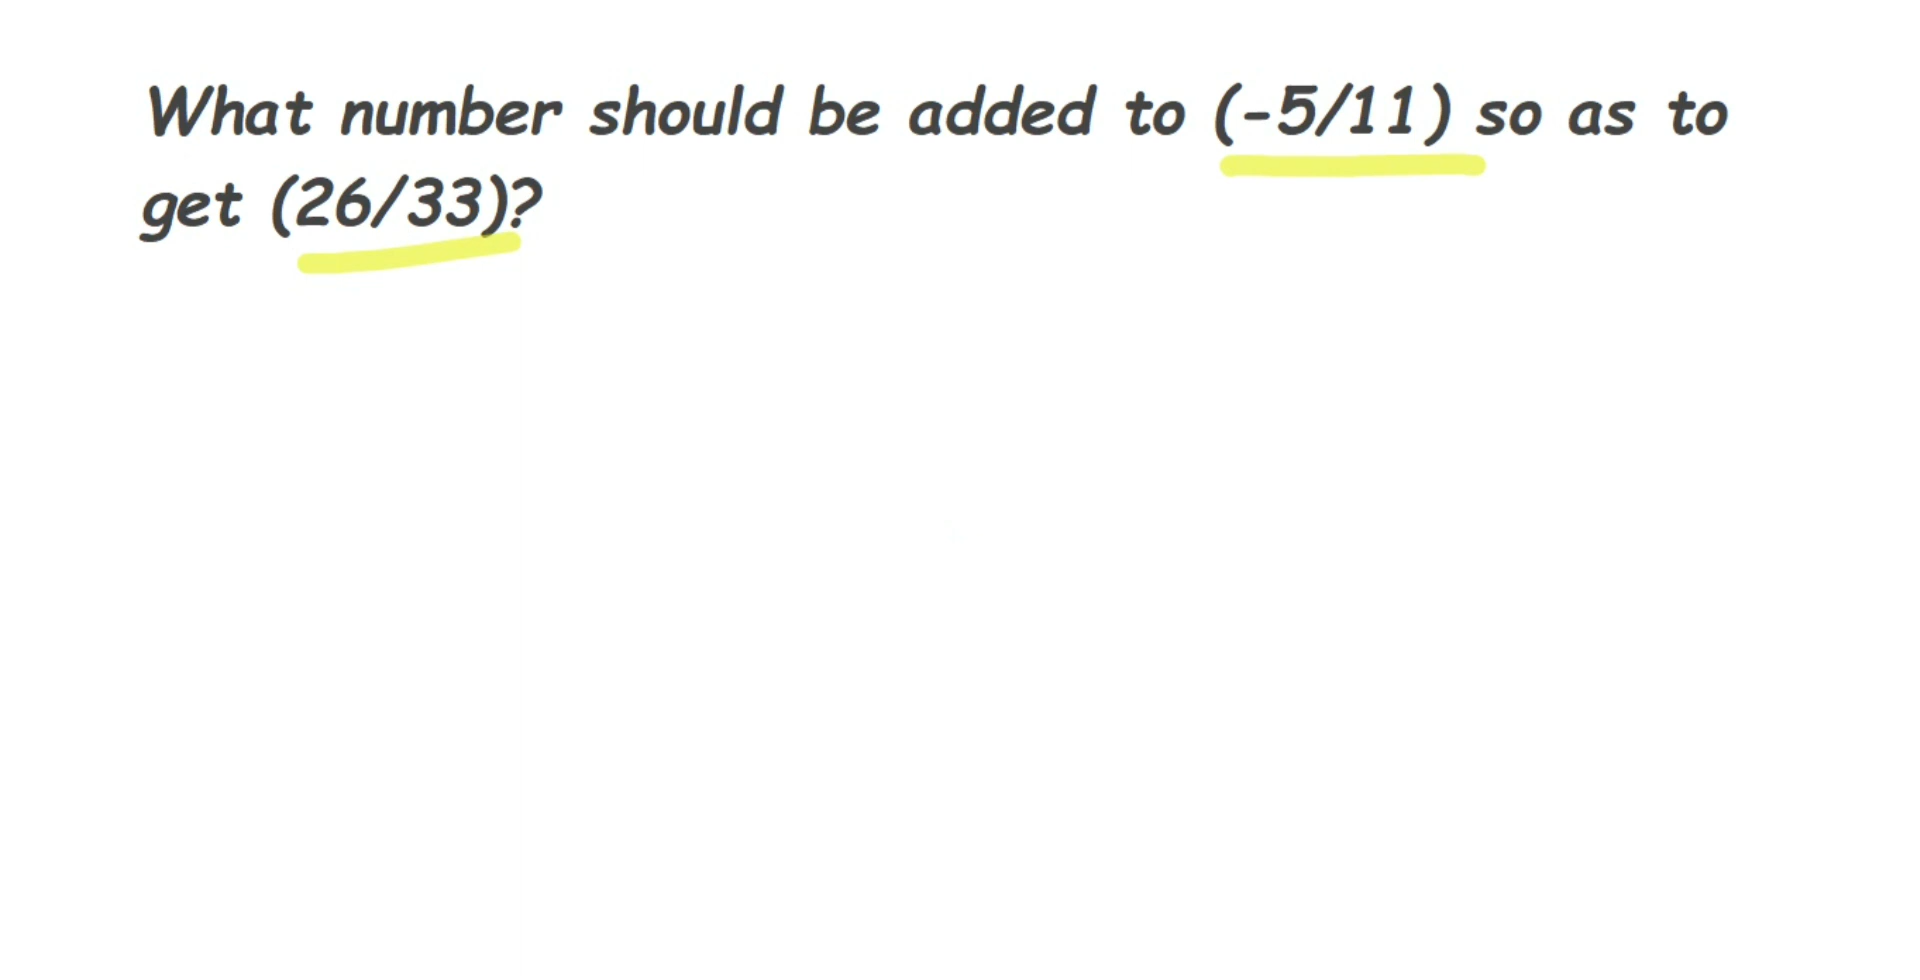 What number should be added to (-5/11) so as to
get (26/33)?